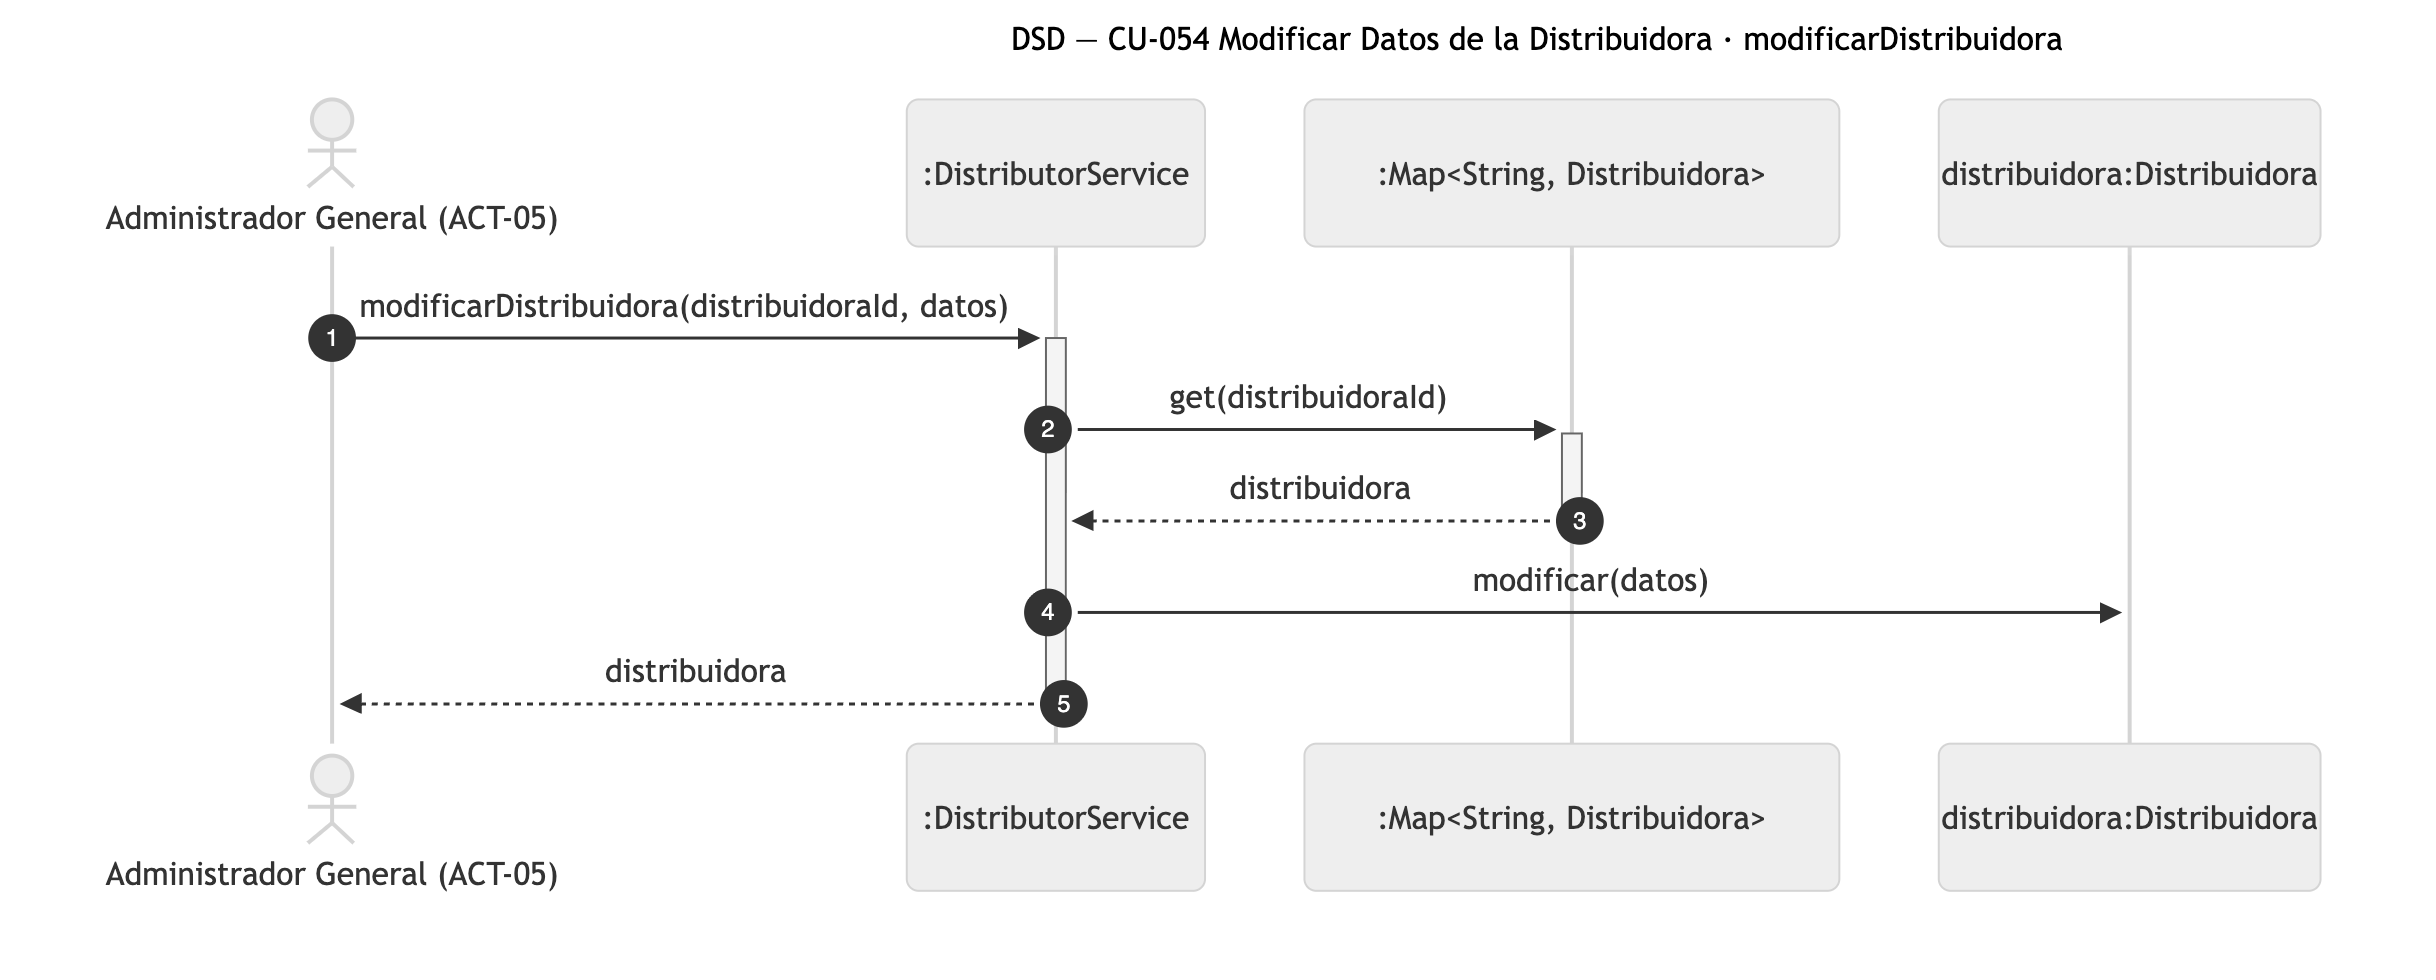 DSD — CU-054 Modificar Datos de la Distribuidora · modificarDistribuidora
Administrador General (ACT-05)
:DistributorService
:Map<String, Distribuidora>
distribuidora:Distribuidora
modificarDistribuidora(distribuidoraId, datos)
1
get(distribuidoraId)
2
distribuidora
3
modificar(datos)
4
distribuidora
5
Administrador General (ACT-05)
:DistributorService
:Map<String, Distribuidora>
distribuidora:Distribuidora